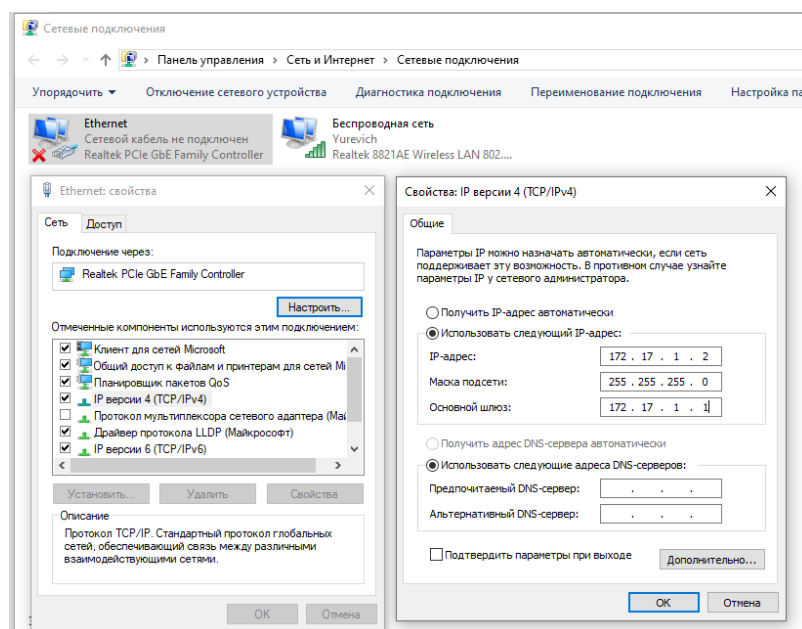 Сетевые подключения
Панель управления › Сеть и Интернет › Сетевые подключения
Упорядочить Отключение сетевого устройства Диагностика подключения Переименование подключения Настройка па
Ethernet
Сетевой кабель не подключен
Realtek PCIe GbE Family Controller
Беспроводная сеть
Yurevich
Realtek 8821AE Wireless LAN 802....
Ethernet: свойства
Сеть Доступ
Подключение через:
Realtek PCIe GbE Family Controller
Настроить...
Отмеченные компоненты используются этим подключением:
Клиент для сетей Microsoft
Общий доступ к файлам и принтерам для сетей Mi
Планировщик пакетов QoS
IP версии 4 (TCP/IPv4)
Протокол мультиплексора сетевого адаптера (Май
Драйвер протокола LLDP (Майкрософт)
IP версии 6 (TCP/IPv6)
Установить... Удалить Свойства
Описание
Протокол TCP/IP. Стандартный протокол глобальных
сетей, обеспечивающий связь между различными
взаимодействующими сетями.
ОК Отмена
Свойства: IP версии 4 (TCP/IPv4)
Общие
Параметры IP можно назначать автоматически, если сеть
поддерживает эту возможность. В противном случае узнайте
параметры IP у сетевого администратора.
Получить IP-адрес автоматически
Использовать следующий IP-адрес:
IP-адрес: 172 . 17 . 1 . 2
Маска подсети: 255 . 255 . 255 . 0
Основной шлюз: 172 . 17 . 1 . 1
Получить адрес DNS-сервера автоматически
Использовать следующие адреса DNS-серверов:
Предпочитаемый DNS-сервер: . . .
Альтернативный DNS-сервер: . . .
Подтвердить параметры при выходе Дополнительно...
ОК Отмена